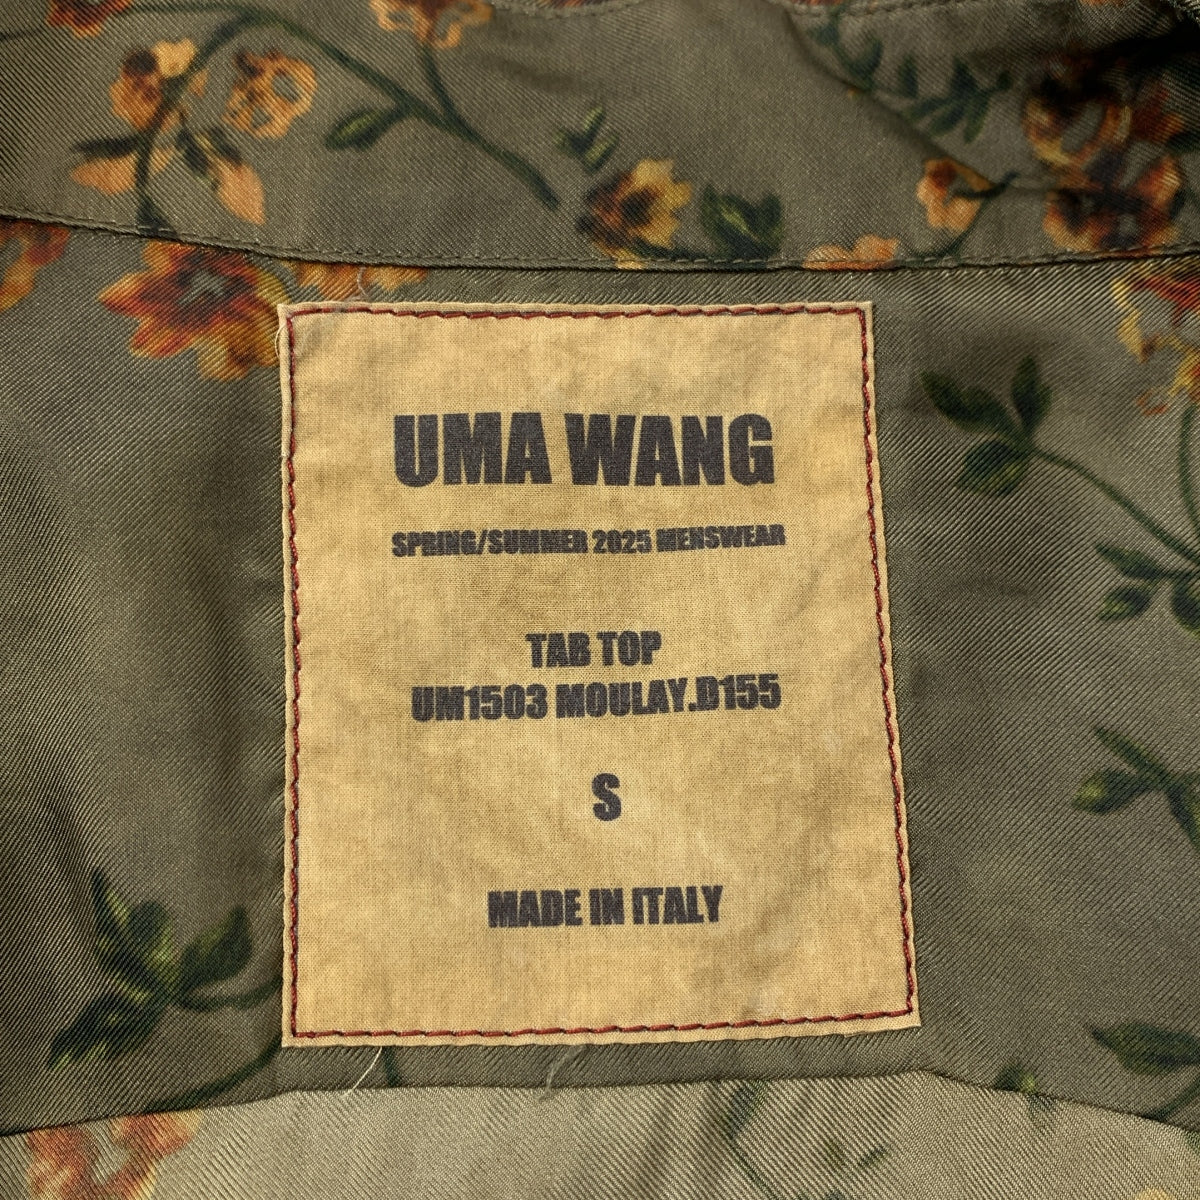 UMA WANG
SPRING/SUMMER 2025 MENSWEAR
TAB TOP
UM1503 MOULAY.D155
S
MADE IN ITALY